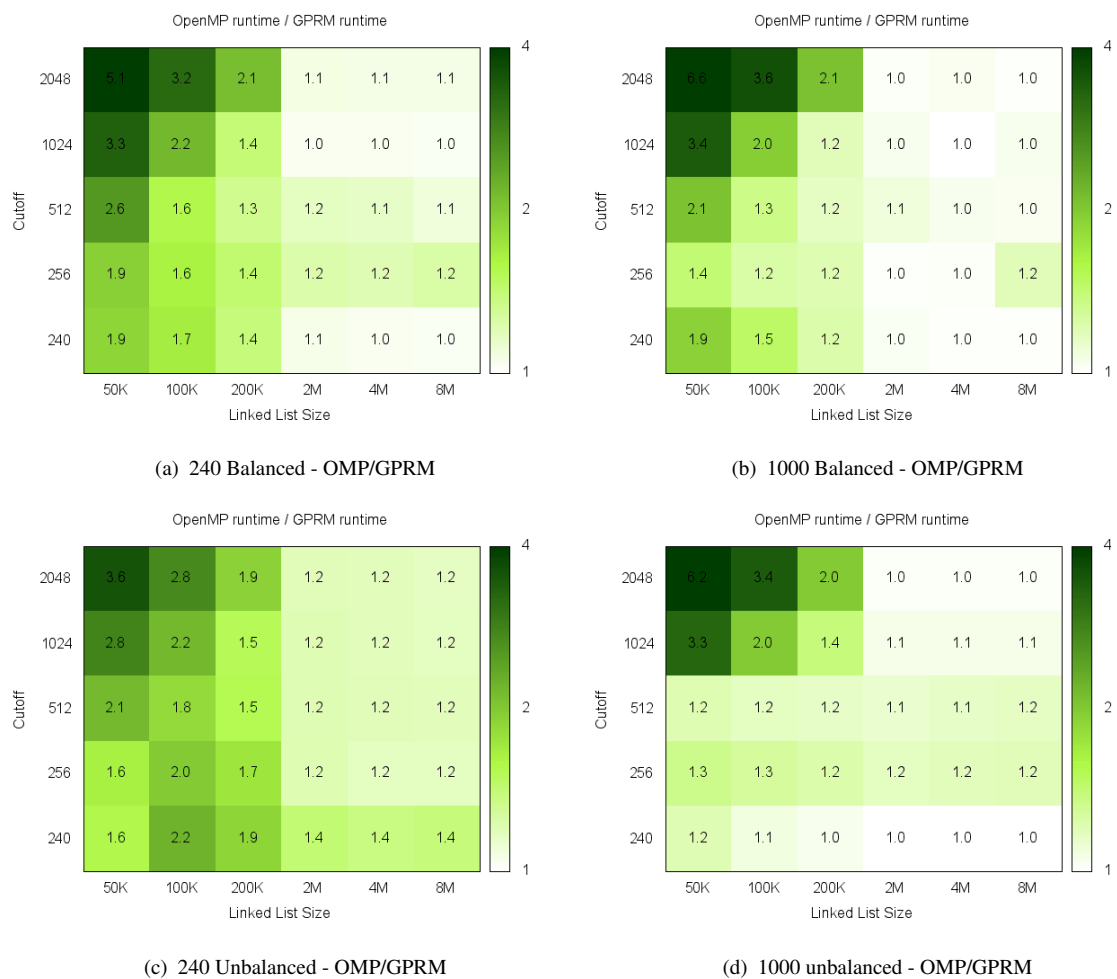 OpenMP runtime / GPRM runtime
Cutoff
2048 5.1 3.2 2.1 1.1 1.1 1.1
1024 3.3 2.2 1.4 1.0 1.0 1.0
512 2.6 1.6 1.3 1.2 1.1 1.1
256 1.9 1.6 1.4 1.2 1.2 1.2
240 1.9 1.7 1.4 1.1 1.0 1.0
50K 100K 200K 2M 4M 8M
Linked List Size
4
2
1
(a) 240 Balanced - OMP/GPRM
OpenMP runtime / GPRM runtime
Cutoff
2048 6.6 3.6 2.1 1.0 1.0 1.0
1024 3.4 2.0 1.2 1.0 1.0 1.0
512 2.1 1.3 1.2 1.1 1.0 1.0
256 1.4 1.2 1.2 1.0 1.0 1.2
240 1.9 1.5 1.2 1.0 1.0 1.0
50K 100K 200K 2M 4M 8M
Linked List Size
4
2
1
(b) 1000 Balanced - OMP/GPRM
OpenMP runtime / GPRM runtime
Cutoff
2048 3.6 2.8 1.9 1.2 1.2 1.2
1024 2.8 2.2 1.5 1.2 1.2 1.2
512 2.1 1.8 1.5 1.2 1.2 1.2
256 1.6 2.0 1.7 1.2 1.2 1.2
240 1.6 2.2 1.9 1.4 1.4 1.4
50K 100K 200K 2M 4M 8M
Linked List Size
4
2
1
(c) 240 Unbalanced - OMP/GPRM
OpenMP runtime / GPRM runtime
Cutoff
2048 6.2 3.4 2.0 1.0 1.0 1.0
1024 3.3 2.0 1.4 1.1 1.1 1.1
512 1.2 1.2 1.2 1.1 1.1 1.2
256 1.3 1.3 1.2 1.2 1.2 1.2
240 1.2 1.1 1.0 1.0 1.0 1.0
50K 100K 200K 2M 4M 8M
Linked List Size
4
2
1
(d) 1000 unbalanced - OMP/GPRM